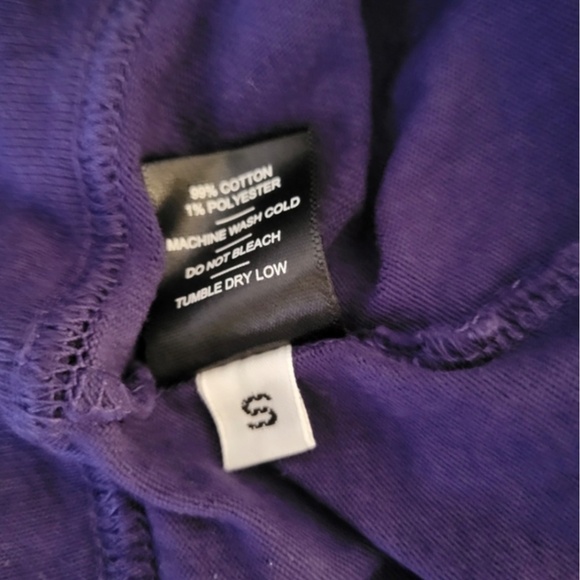 99% COTTON
1% POLYESTER
MACHINE WASH COLD
DO NOT BLEACH
TUMBLE DRY LOW
S